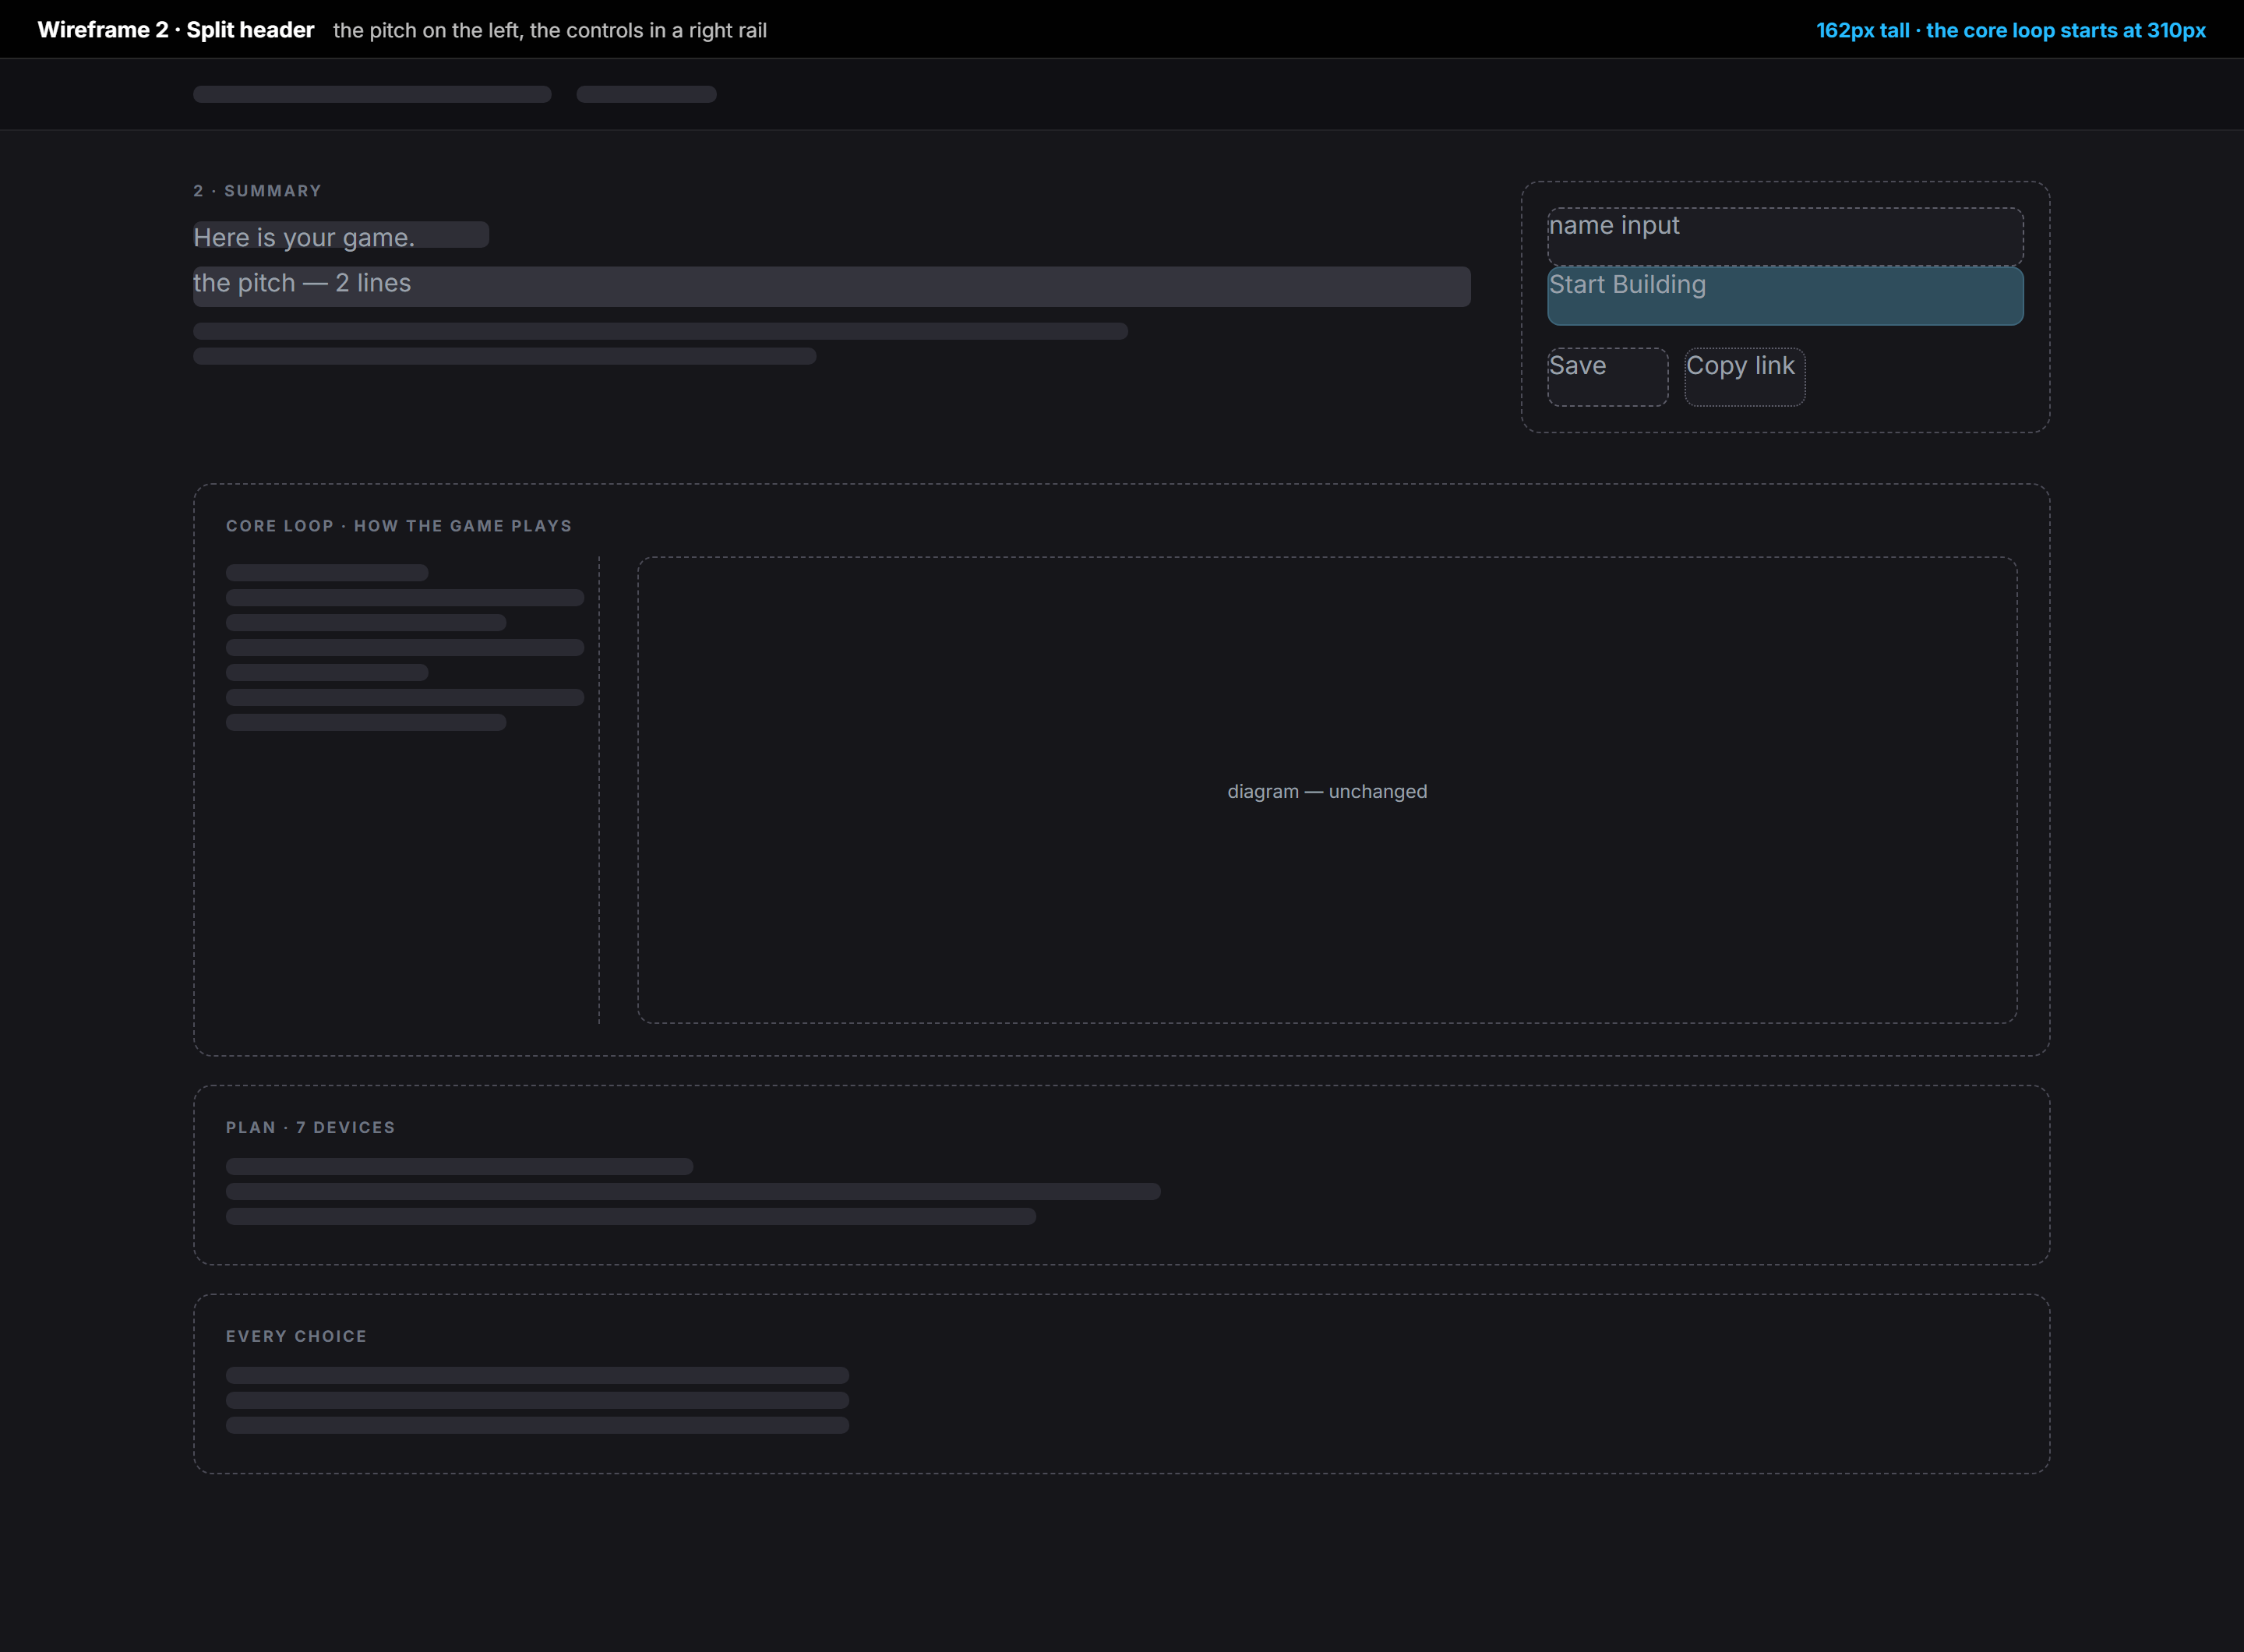 Wireframe 2 · Split header the pitch on the left, the controls in a right rail
162px tall · the core loop starts at 310px
2 · SUMMARY
Here is your game.
the pitch — 2 lines
name input
Start Building
Save
Copy link
CORE LOOP · HOW THE GAME PLAYS
diagram — unchanged
PLAN · 7 DEVICES
EVERY CHOICE